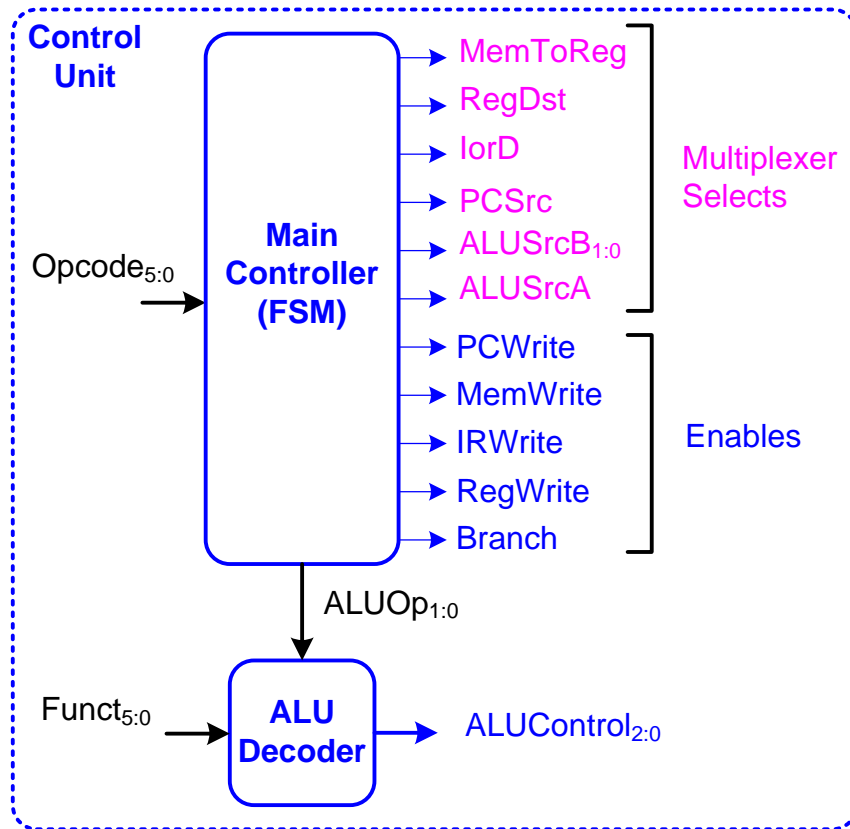 Control
Unit
MemToReg
RegDst
IorD
PCSrc
ALUSrcB1:0
ALUSrcA
Multiplexer
Selects
Opcode5:0
Main
Controller
(FSM)
PCWrite
MemWrite
IRWrite
RegWrite
Branch
Enables
ALUOp1:0
Funct5:0
ALU
Decoder
ALUControl2:0